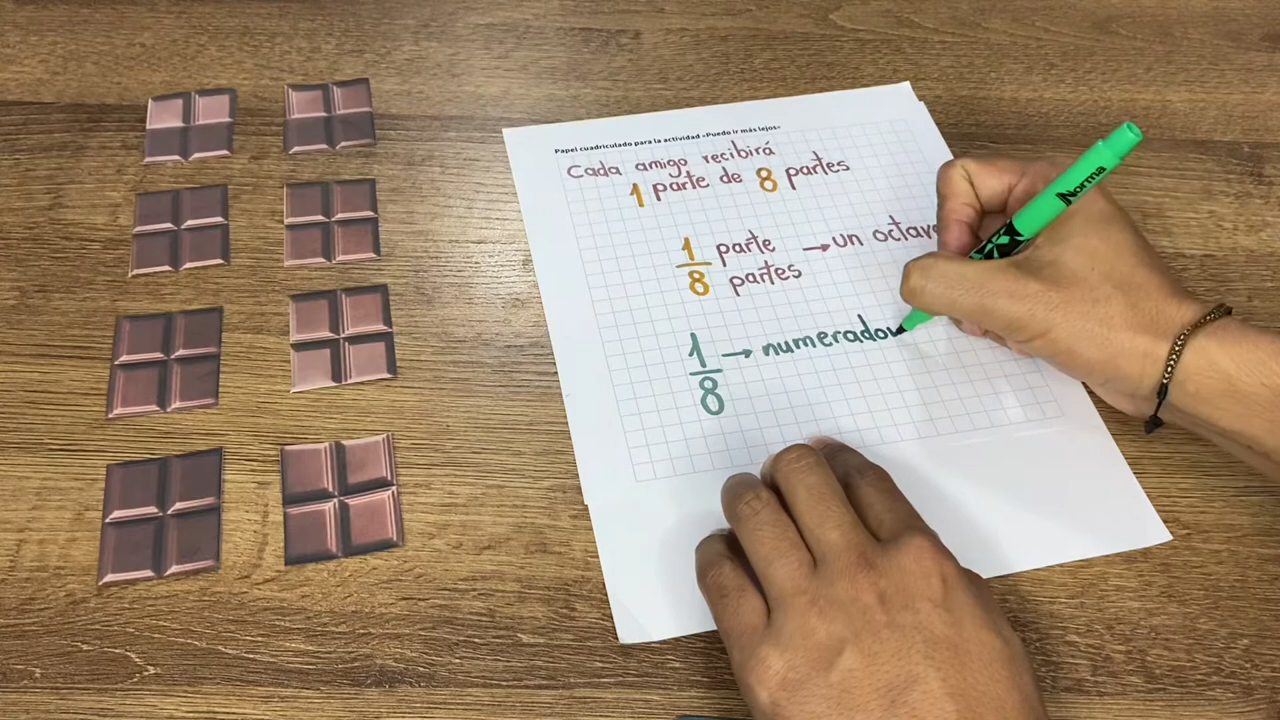 Papel cuadriculado para la actividad «Puedo ir más lejos»
Cada amigo recibirá
1 parte de 8 partes
1 parte → un octavo
8 partes
1 → numerador
8
Norma